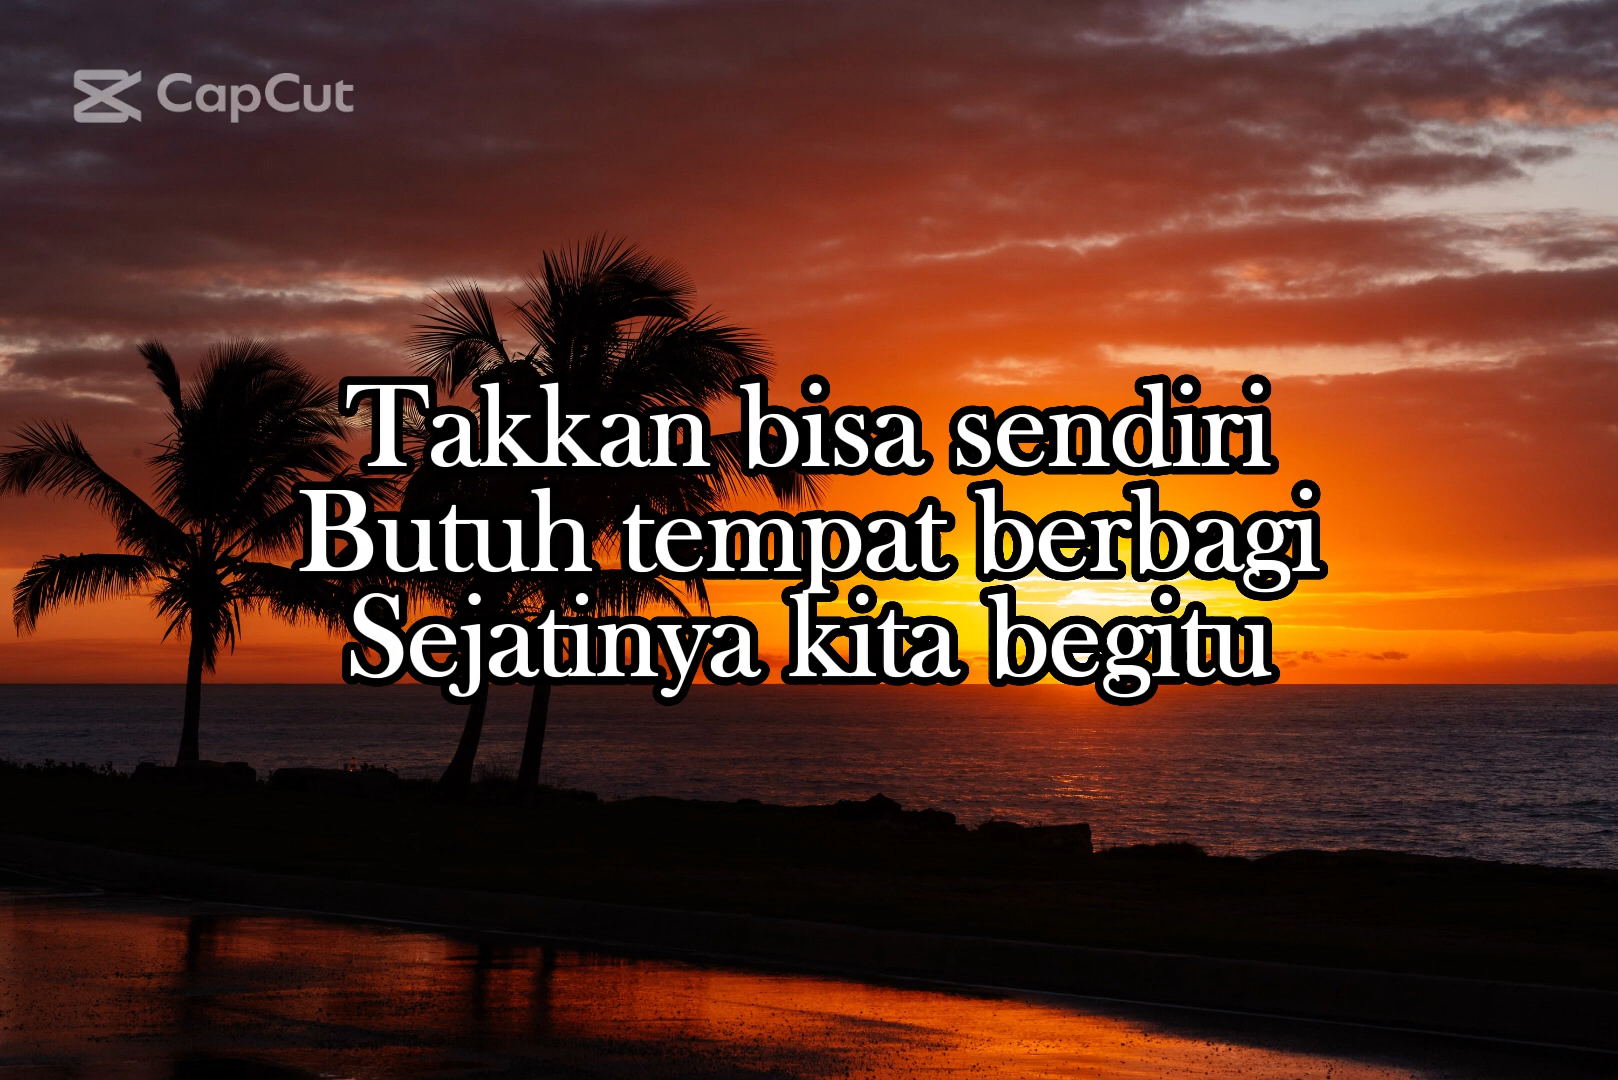 CapCut
Takkan bisa sendiri
Butuh tempat berbagi
Sejatinya kita begitu